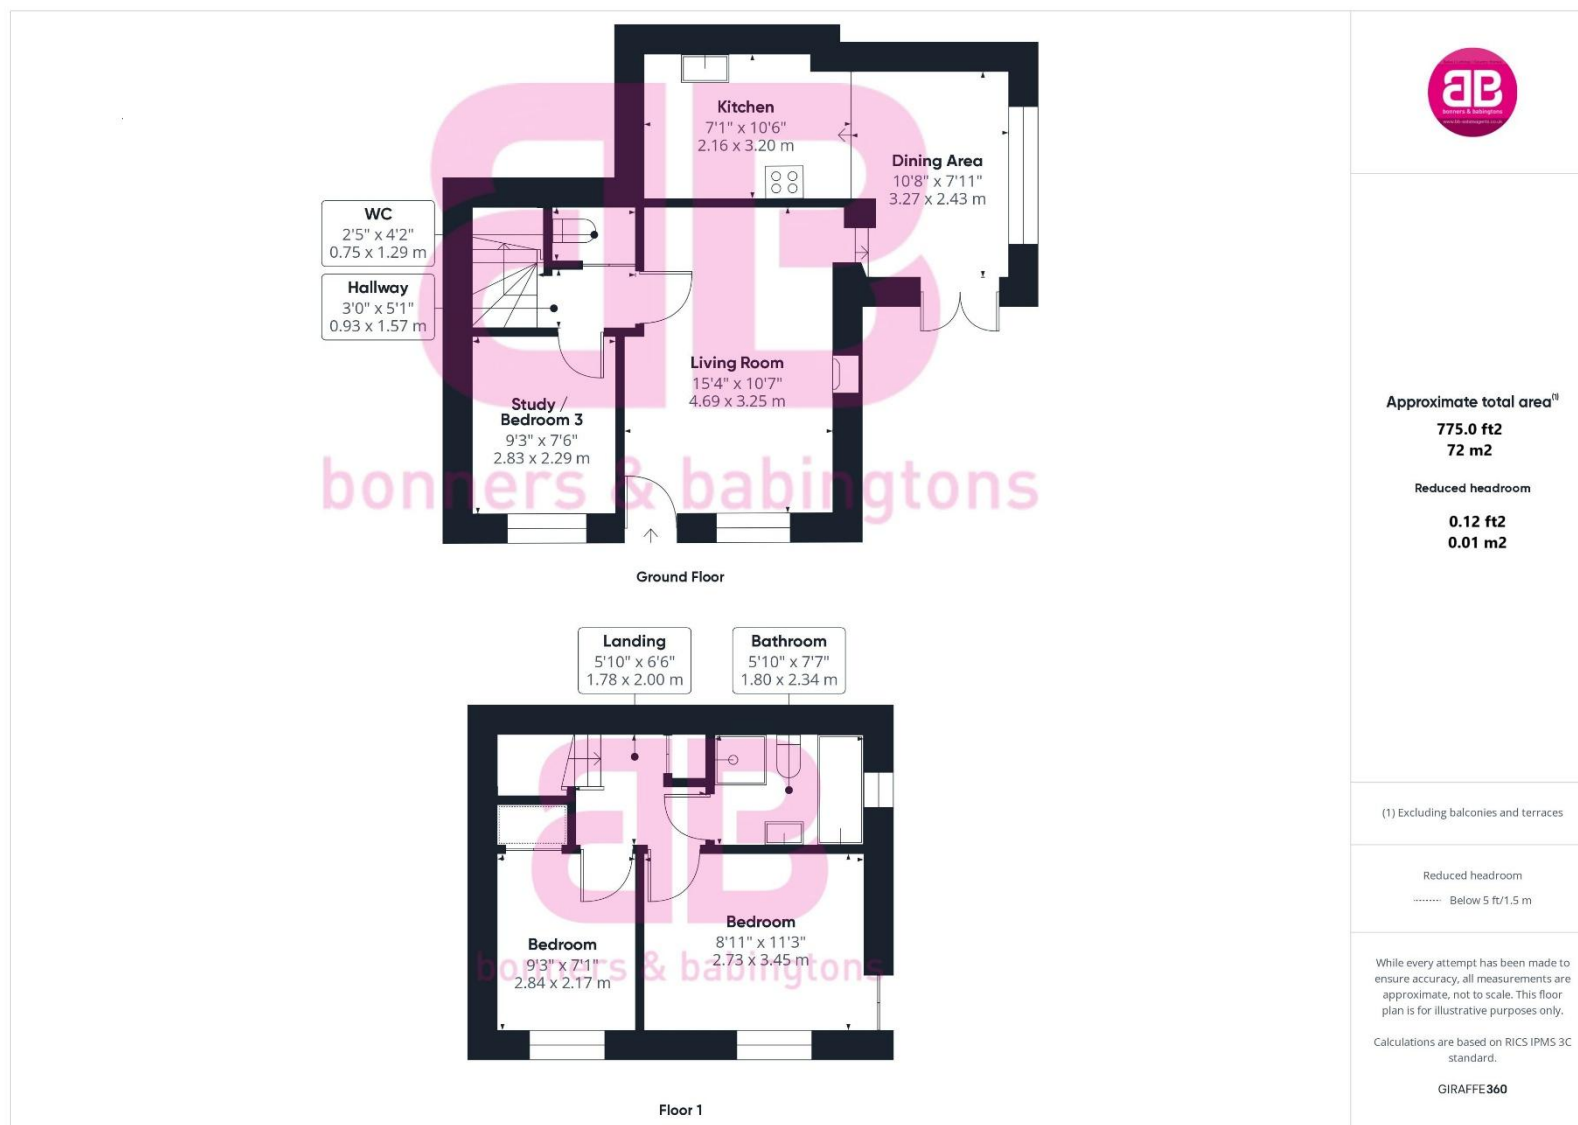 Kitchen
7'1" x 10'6"
2.16 x 3.20 m
Dining Area
10'8" x 7'11"
3.27 x 2.43 m
WC
2'5" x 4'2"
0.75 x 1.29 m
Hallway
3'0" x 5'1"
0.93 x 1.57 m
Living Room
15'4" x 10'7"
4.69 x 3.25 m
Study /
Bedroom 3
9'3" x 7'6"
2.83 x 2.29 m
bonners & babingtons
Ground Floor
Landing
5'10" x 6'6"
1.78 x 2.00 m
Bathroom
5'10" x 7'7"
1.80 x 2.34 m
Bedroom
9'3" x 7'1"
2.84 x 2.17 m
Bedroom
8'11" x 11'3"
2.73 x 3.45 m
bonners & babingtons
Floor 1
bonners & babingtons
Approximate total area(1)
775.0 ft2
72 m2
Reduced headroom
0.12 ft2
0.01 m2
(1) Excluding balconies and terraces
Reduced headroom
Below 5 ft/1.5 m
While every attempt has been made to
ensure accuracy, all measurements are
approximate, not to scale. This floor
plan is for illustrative purposes only.
Calculations are based on RICS IPMS 3C
standard.
GIRAFFE360